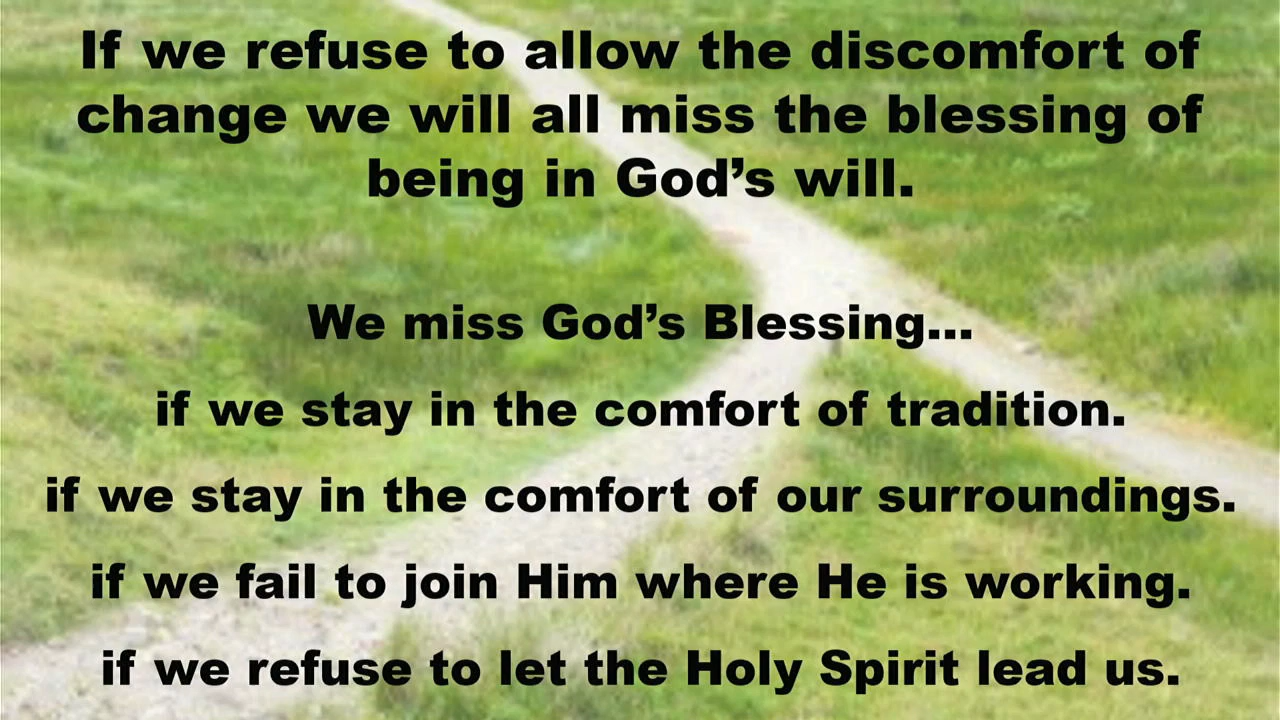 If we refuse to allow the discomfort of
change we will all miss the blessing of
being in God’s will.
We miss God’s Blessing...
if we stay in the comfort of tradition.
if we stay in the comfort of our surroundings.
if we fail to join Him where He is working.
if we refuse to let the Holy Spirit lead us.